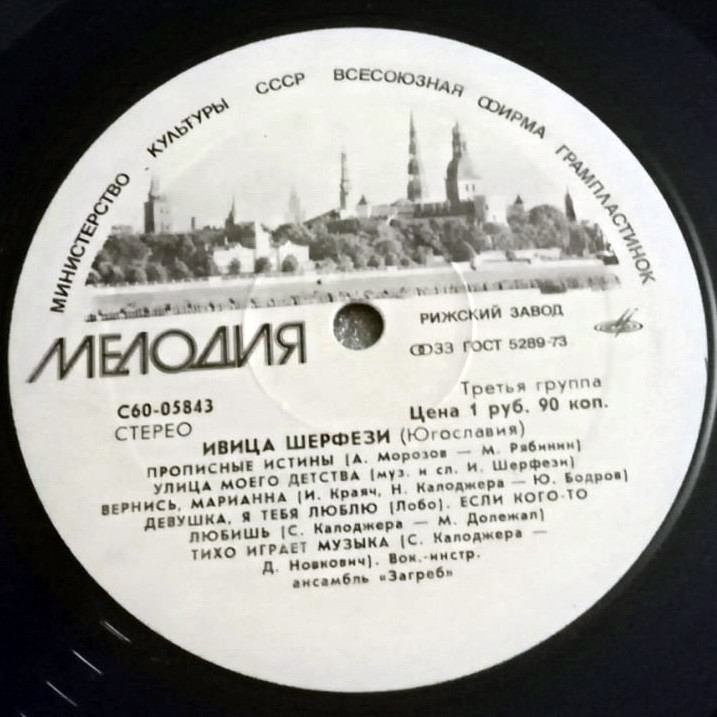 МИНИСТЕРСТВО КУЛЬТУРЫ СССР ВСЕСОЮЗНАЯ ФИРМА ГРАМПЛАСТИНОК
МЕЛОДИЯ
РИЖСКИЙ ЗАВОД
ФЗЗ ГОСТ 5289-73
Третья группа
Цена 1 руб. 90 коп.
С60-05843
СТЕРЕО
ИВИЦА ШЕРФЕЗИ (Югославия)
ПРОПИСНЫЕ ИСТИНЫ (А. Морозов — М. Рябинин)
УЛИЦА МОЕГО ДЕТСТВА (муз. и сл. И. Шерфези)
ВЕРНИСЬ, МАРИАННА (И. Краяч, Н. Калоджера — Ю. Бодров)
ДЕВУШКА, Я ТЕБЯ ЛЮБЛЮ (Лобо). ЕСЛИ КОГО-ТО
ЛЮБИШЬ (С. Калоджера — М. Долежал)
ТИХО ИГРАЕТ МУЗЫКА (С. Калоджера —
Д. Новкович). Вок.-инстр.
ансамбль «Загреб»